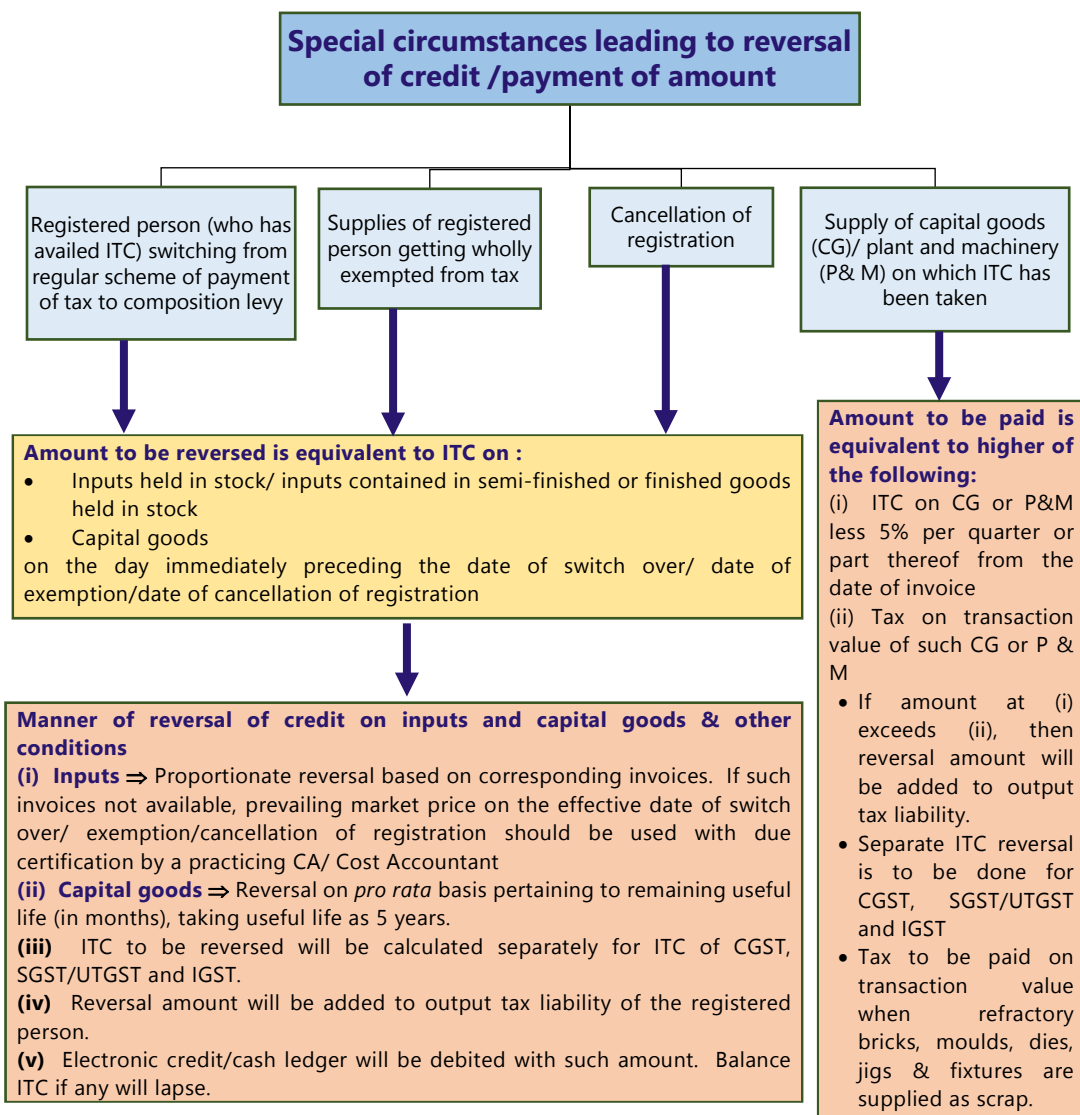 Special circumstances leading to reversal
of credit /payment of amount
Registered person (who has
availed ITC) switching from
regular scheme of payment
of tax to composition levy
Supplies of registered
person getting wholly
exempted from tax
Cancellation of
registration
Supply of capital goods
(CG)/ plant and machinery
(P& M) on which ITC has
been taken
Amount to be reversed is equivalent to ITC on :
• Inputs held in stock/ inputs contained in semi-finished or finished goods
held in stock
• Capital goods
on the day immediately preceding the date of switch over/ date of
exemption/date of cancellation of registration
Manner of reversal of credit on inputs and capital goods & other
conditions
(i) Inputs ⇒ Proportionate reversal based on corresponding invoices. If such
invoices not available, prevailing market price on the effective date of switch
over/ exemption/cancellation of registration should be used with due
certification by a practicing CA/ Cost Accountant
(ii) Capital goods ⇒ Reversal on pro rata basis pertaining to remaining useful
life (in months), taking useful life as 5 years.
(iii) ITC to be reversed will be calculated separately for ITC of CGST,
SGST/UTGST and IGST.
(iv) Reversal amount will be added to output tax liability of the registered
person.
(v) Electronic credit/cash ledger will be debited with such amount. Balance
ITC if any will lapse.
Amount to be paid is
equivalent to higher of
the following:
(i) ITC on CG or P&M
less 5% per quarter or
part thereof from the
date of invoice
(ii) Tax on transaction
value of such CG or P &
M
• If amount at (i)
exceeds (ii), then
reversal amount will
be added to output
tax liability.
• Separate ITC reversal
is to be done for
CGST, SGST/UTGST
and IGST
• Tax to be paid on
transaction value
when refractory
bricks, moulds, dies,
jigs & fixtures are
supplied as scrap.